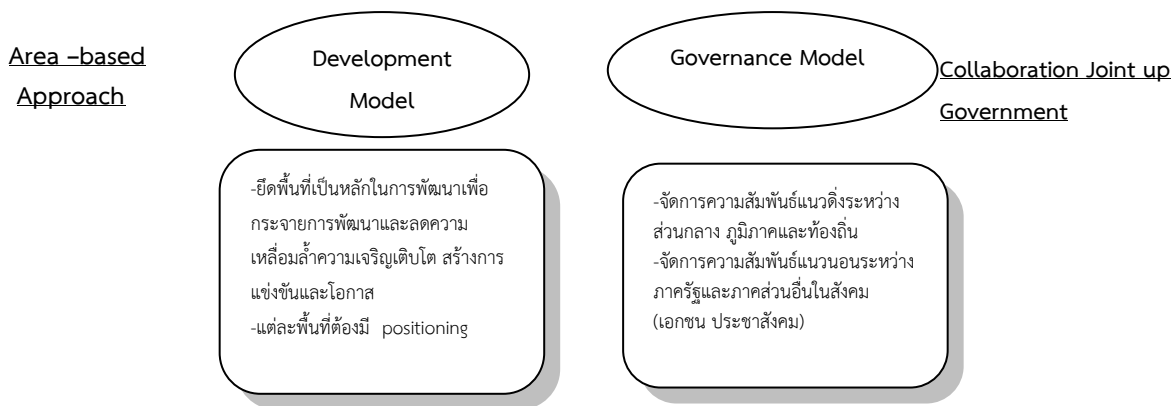 Area –based
Approach
Development
Model
Governance Model
Collaboration Joint up
Government
-ยึดพื้นที่เป็นหลักในการพัฒนาเพื่อ
กระจายการพัฒนาและลดความ
เหลื่อมล้ำความเจริญเติบโต สร้างการ
แข่งขันและโอกาส
-แต่ละพื้นที่ต้องมี positioning
-จัดการความสัมพันธ์แนวดิ่งระหว่าง
ส่วนกลาง ภูมิภาคและท้องถิ่น
-จัดการความสัมพันธ์แนวนอนระหว่าง
ภาครัฐและภาคส่วนอื่นในสังคม
(เอกชน ประชาสังคม)